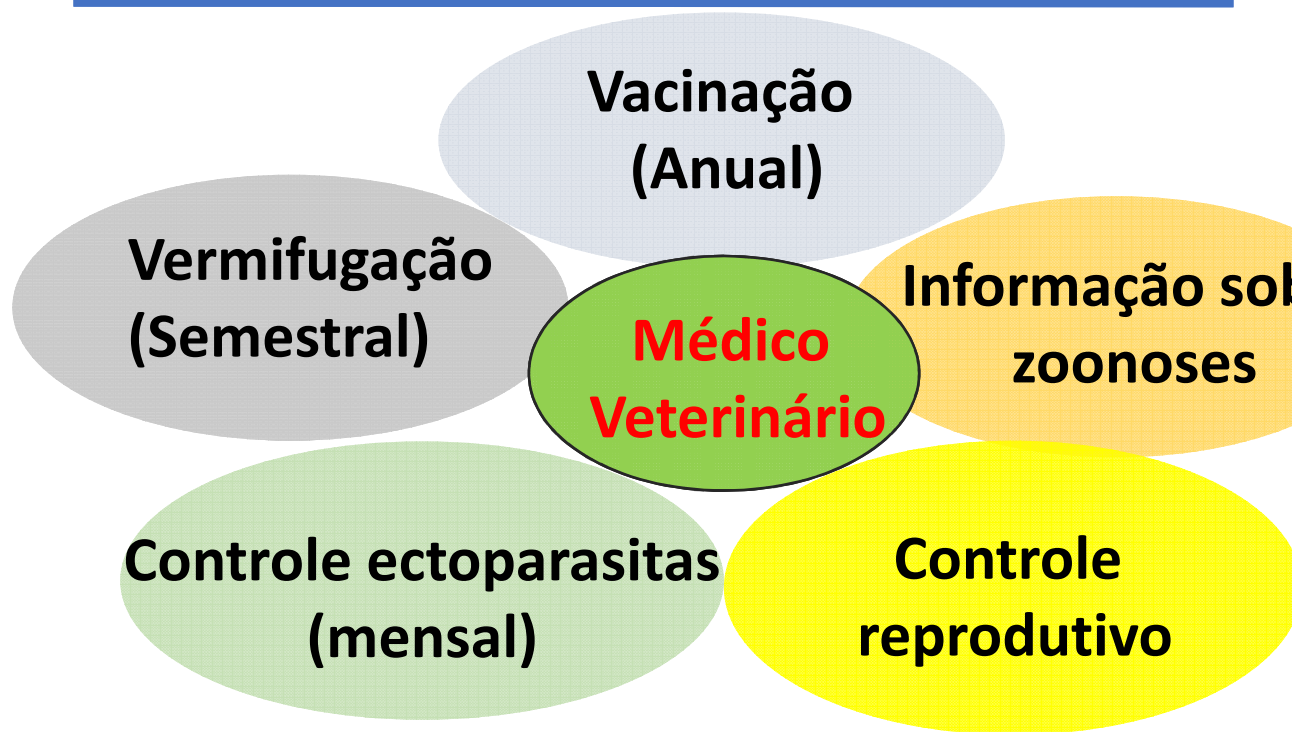 Vacinação
(Anual)
Vermifugação
(Semestral)
Informação
zoonoses
Médico
Veterinário
Controle ectoparasitas
(mensal)
Controle
reprodutivo